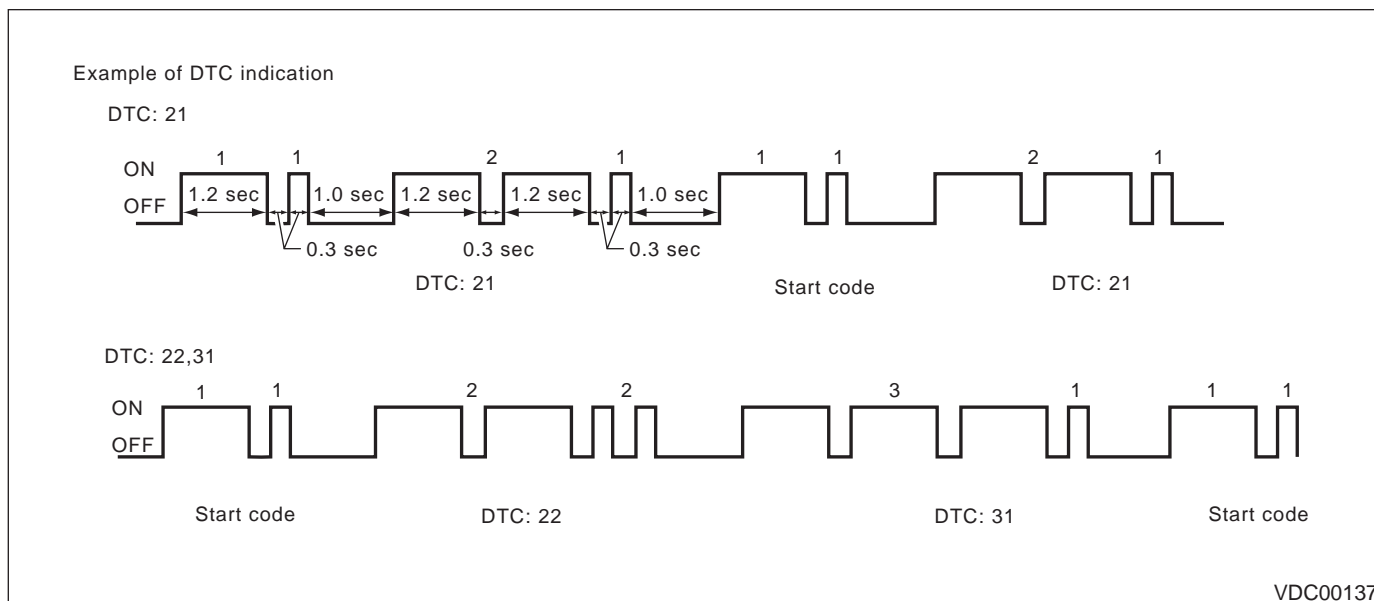 Example of DTC indication
DTC: 21
1 1 2 1 1 1 2 1
ON
1.2 sec 1.0 sec 1.2 sec 1.2 sec 1.0 sec
OFF
0.3 sec 0.3 sec 0.3 sec
DTC: 21 Start code DTC: 21
DTC: 22,31
1 1 2 2 3 1 1 1
ON
OFF
Start code DTC: 22 DTC: 31 Start code
VDC00137